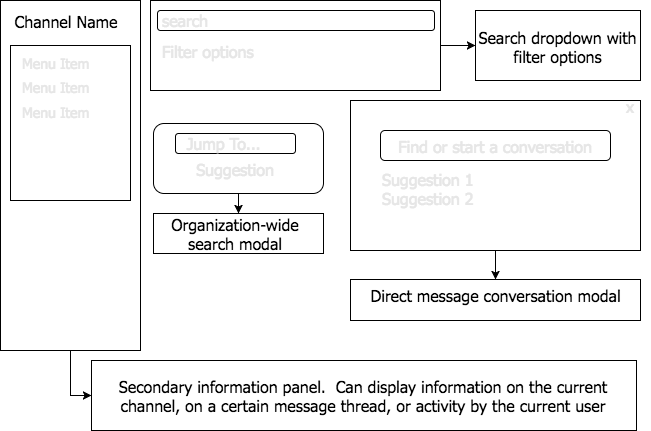 Channel Name
Menu Item
Menu Item
Menu Item
search
Filter options
Search dropdown with
filter options
Jump To...
Suggestion
Organization-wide
search modal
x
Find or start a conversation
Suggestion 1
Suggestion 2
Direct message conversation modal
Secondary information panel. Can display information on the current
channel, on a certain message thread, or activity by the current user